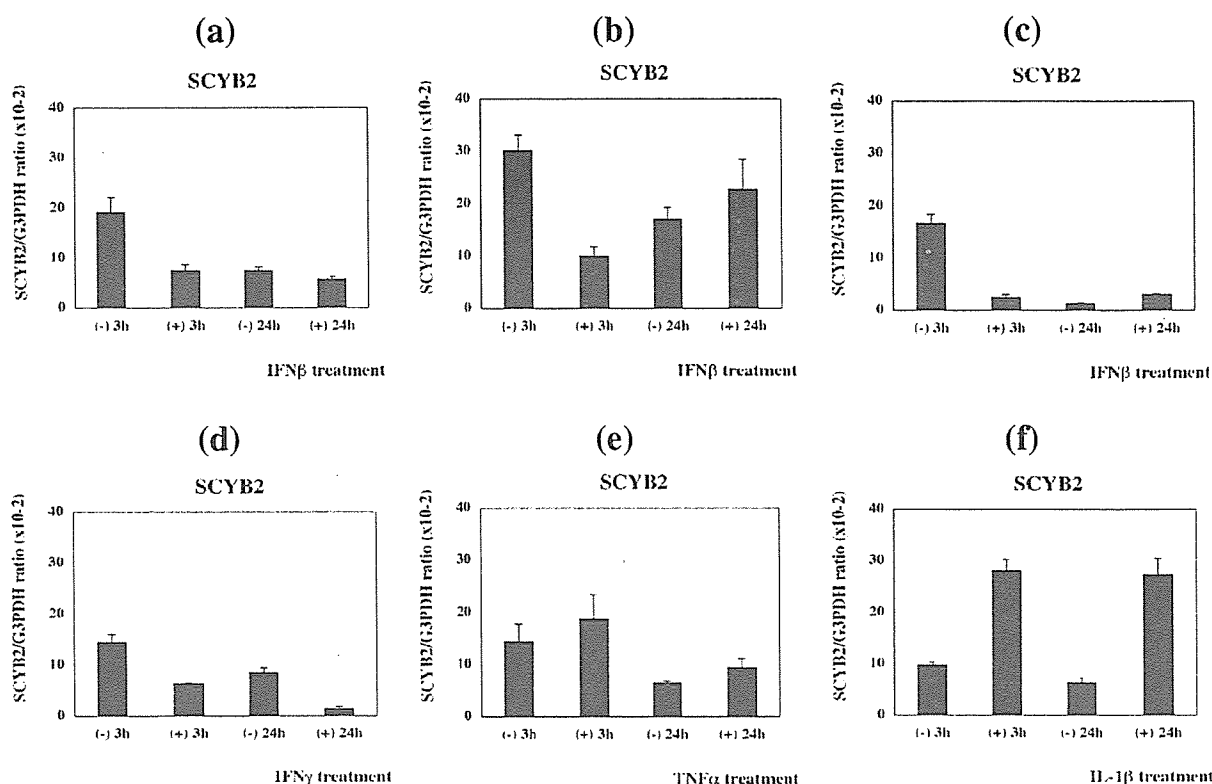 (a)
SCYB2
SCYB2/G3PDH ratio (x10-2)
40
30
20
10
0
(-) 3h (+) 3h (-) 24h (+) 24h
IFNβ treatment
(b)
SCYB2
SCYB2/G3PDH ratio (x10-2)
40
30
20
10
0
(-) 3h (+) 3h (-) 24h (+) 24h
IFNβ treatment
(c)
SCYB2
SCYB2/G3PDH ratio (x10-2)
40
30
20
10
0
(-) 3h (+) 3h (-) 24h (+) 24h
IFNβ treatment
(d)
SCYB2
SCYB2/G3PDH ratio (x10-2)
40
30
20
10
0
(-) 3h (+) 3h (-) 24h (+) 24h
IFNγ treatment
(e)
SCYB2
SCYB2/G3PDH ratio (x10-2)
40
30
20
10
0
(-) 3h (+) 3h (-) 24h (+) 24h
TNFα treatment
(f)
SCYB2
SCYB2/G3PDH ratio (x10-2)
40
30
20
10
0
(-) 3h (+) 3h (-) 24h (+) 24h
IL-1β treatment